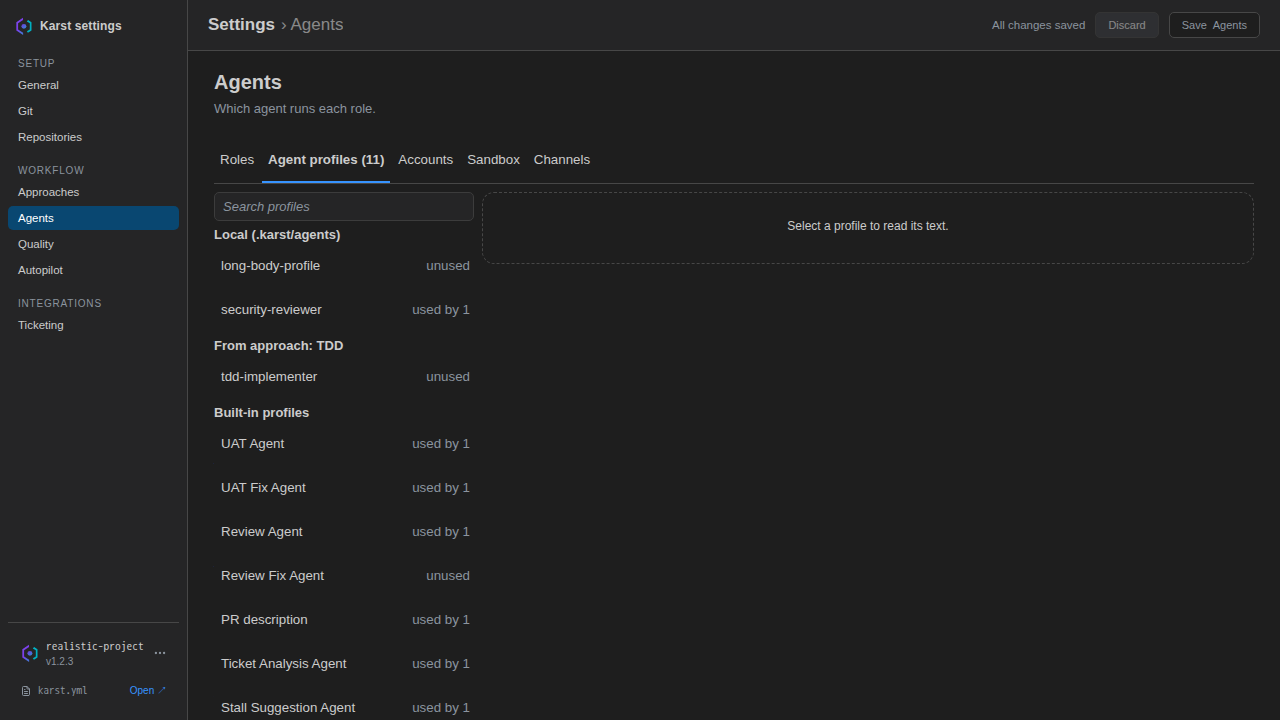 Karst settings
SETUP
General
Git
Repositories
WORKFLOW
Approaches
Agents
Quality
Autopilot
INTEGRATIONS
Ticketing
realistic-project
v1.2.3
karst.yml
Open ↗
Settings › Agents
All changes saved
Discard
Save Agents
Agents
Which agent runs each role.
Roles
Agent profiles (11)
Accounts
Sandbox
Channels
Search profiles
Local (.karst/agents)
long-body-profile unused
security-reviewer used by 1
From approach: TDD
tdd-implementer unused
Built-in profiles
UAT Agent used by 1
UAT Fix Agent used by 1
Review Agent used by 1
Review Fix Agent unused
PR description used by 1
Ticket Analysis Agent used by 1
Stall Suggestion Agent used by 1
Select a profile to read its text.